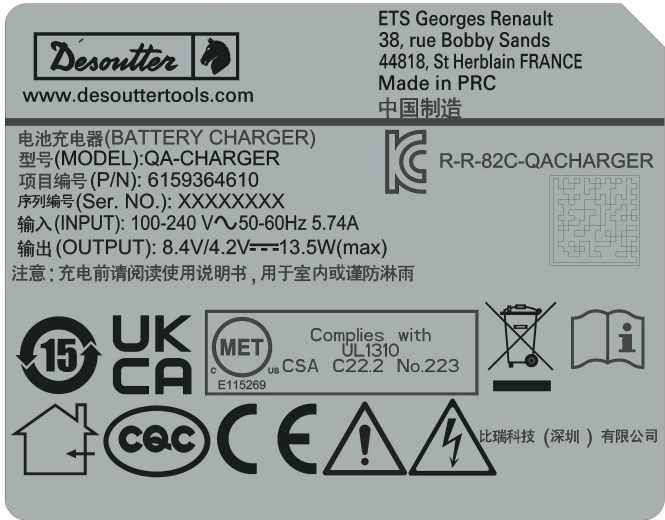 Desoutter
www.desouttertools.com
ETS Georges Renault
38, rue Bobby Sands
44818, St Herblain FRANCE
Made in PRC
中国制造
电池充电器(BATTERY CHARGER)
型号(MODEL):QA-CHARGER
项目编号(P/N): 6159364610
序列编号(Ser. NO.): XXXXXXXX
输入(INPUT): 100-240 V∿50-60Hz 5.74A
输出(OUTPUT): 8.4V/4.2V⎓13.5W(max)
注意:充电前请阅读使用说明书,用于室内或谨防淋雨
R-R-82C-QACHARGER
15
UK
CA
MET
C US
E115269
Complies with
UL1310
CSA C22.2 No.223
i
CQC
CE
比瑞科技(深圳)有限公司